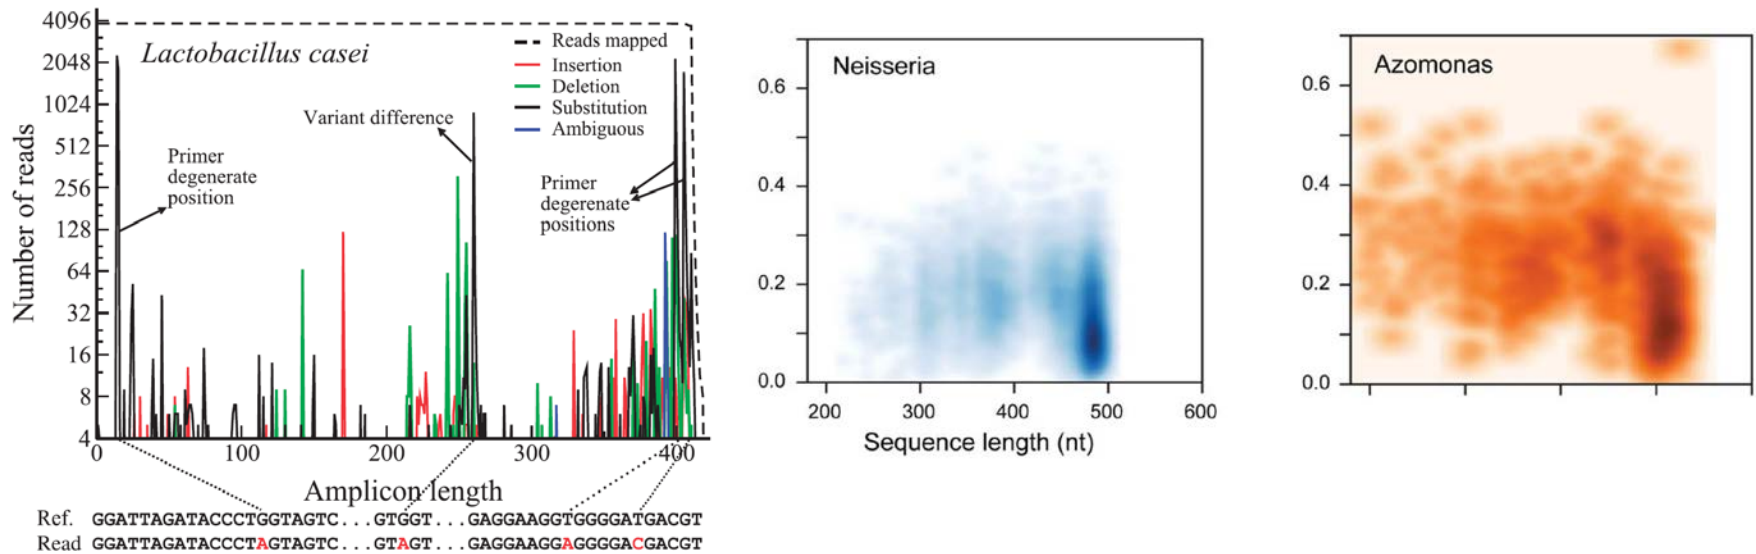 4096
2048
1024
512
256
128
64
32
16
8
4
Number of reads
Lactobacillus casei
Reads mapped
Insertion
Deletion
Substitution
Ambiguous
Primer
degenerate
position
Variant difference
Primer
degerenate
positions
0 100 200 300 400
Amplicon length
Ref. GGATTAGATACCCTGGTAGTC...GTGGT...GAGGAAGGTGGGGATGACGT
Read GGATTAGATACCCTAGTAGTC...GTAGT...GAGGAAGGAGGGGACGACGT
Neisseria
0.6
0.4
0.2
0.0
200 300 400 500 600
Sequence length (nt)
Azomonas
0.6
0.4
0.2
0.0